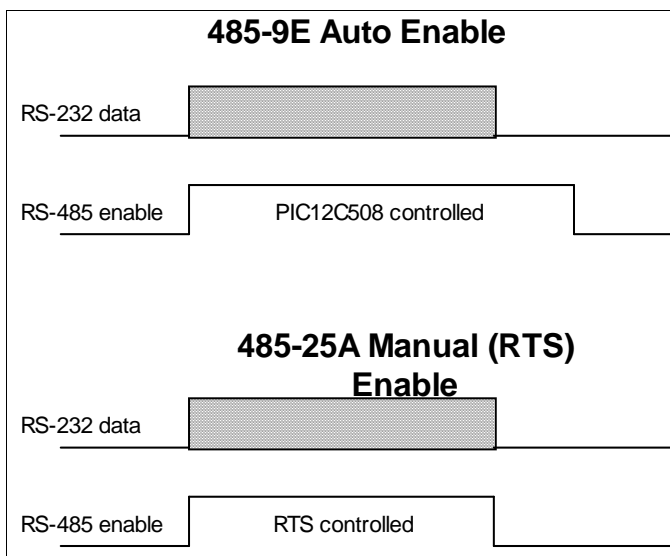 485-9E Auto Enable
RS-232 data
RS-485 enable
PIC12C508 controlled
485-25A Manual (RTS)
Enable
RS-232 data
RS-485 enable
RTS controlled